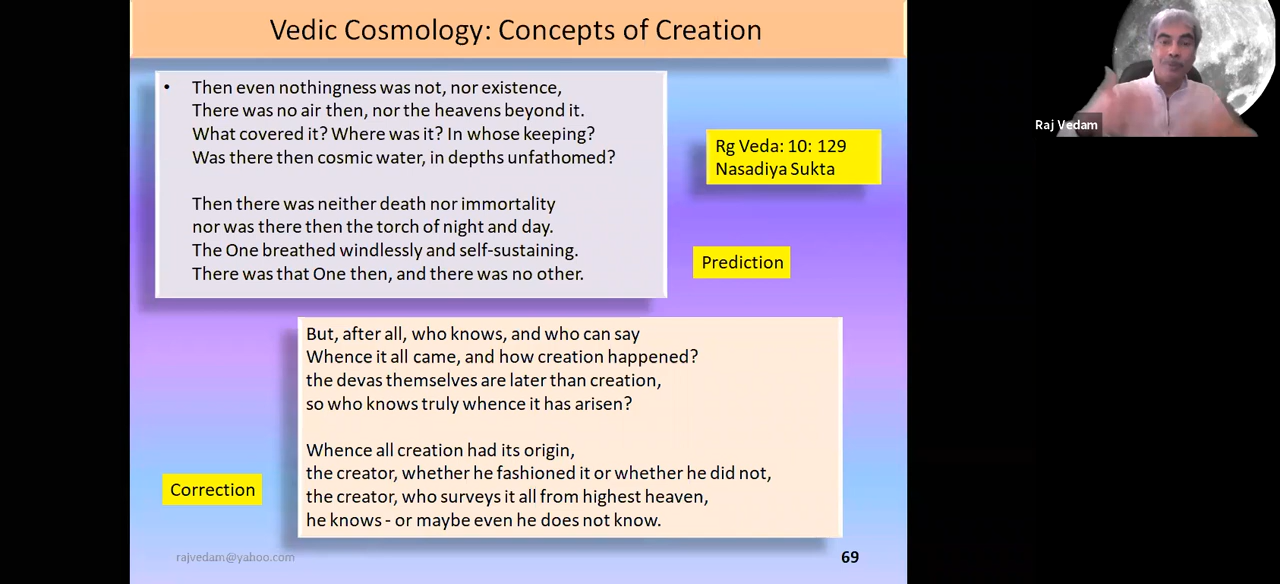 Vedic Cosmology: Concepts of Creation
• Then even nothingness was not, nor existence,
There was no air then, nor the heavens beyond it.
What covered it? Where was it? In whose keeping?
Was there then cosmic water, in depths unfathomed?
Then there was neither death nor immortality
nor was there then the torch of night and day.
The One breathed windlessly and self-sustaining.
There was that One then, and there was no other.
Rg Veda: 10: 129
Nasadiya Sukta
Prediction
But, after all, who knows, and who can say
Whence it all came, and how creation happened?
the devas themselves are later than creation,
so who knows truly whence it has arisen?
Whence all creation had its origin,
the creator, whether he fashioned it or whether he did not,
the creator, who surveys it all from highest heaven,
he knows - or maybe even he does not know.
Correction
rajvedam@yahoo.com
69
Raj Vedam